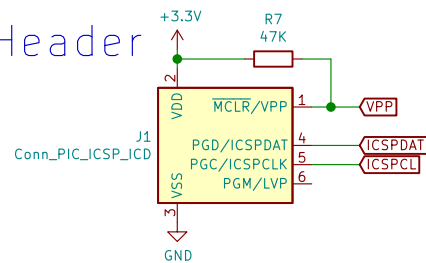 Header
+3.3V
R7
47K
2
VDD
MCLR/VPP
1
VPP
J1
Conn_PIC_ICSP_ICD
PGD/ICSPDAT
4
ICSPDAT
PGC/ICSPCLK
5
ICSPCL
PGM/LVP
6
VSS
3
GND